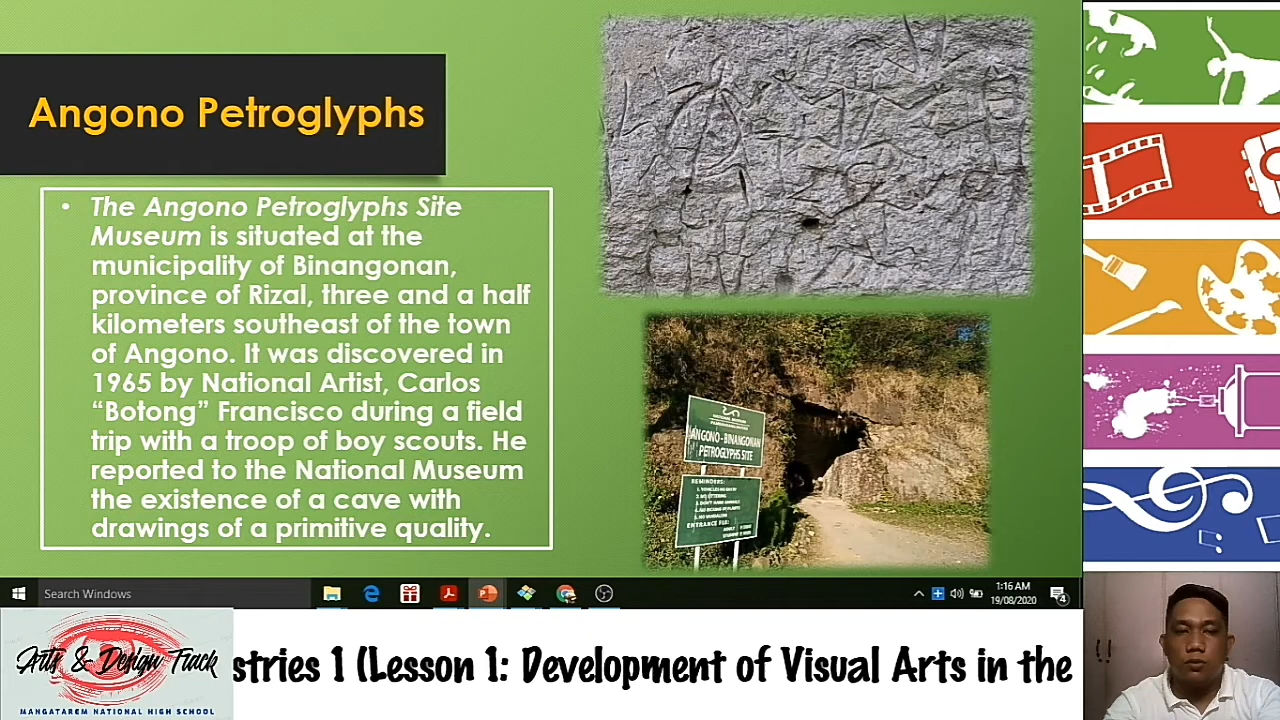 Angono Petroglyphs
• The Angono Petroglyphs Site
Museum is situated at the
municipality of Binangonan,
province of Rizal, three and a half
kilometers southeast of the town
of Angono. It was discovered in
1965 by National Artist, Carlos
“Botong” Francisco during a field
trip with a troop of boy scouts. He
reported to the National Museum
the existence of a cave with
drawings of a primitive quality.
ANGONO-BINANGONAN
PETROGLYPHS SITE
REMINDERS:
ENTRANCE FEE:
Search Windows
1:16 AM
19/08/2020
4
Arts & Design Track
MANGATAREM NATIONAL HIGH SCHOOL
stries 1 (Lesson 1: Development of Visual Arts in the